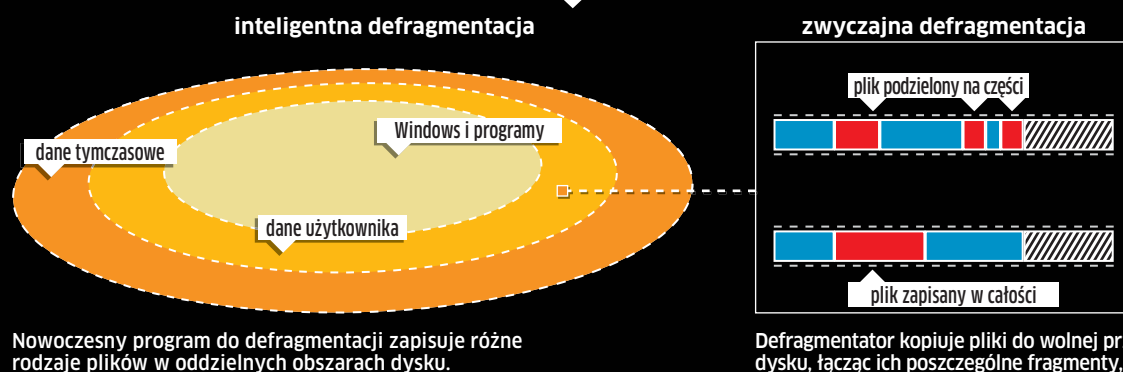 inteligentna defragmentacja
dane tymczasowe
Windows i programy
dane użytkownika
Nowoczesny program do defragmentacji zapisuje różne
rodzaje plików w oddzielnych obszarach dysku.
zwyczajna defragmentacja
plik podzielony na części
plik zapisany w całości
Defragmentator kopiuje pliki do wolnej
dysku, łącząc ich poszczególne fragmenty,